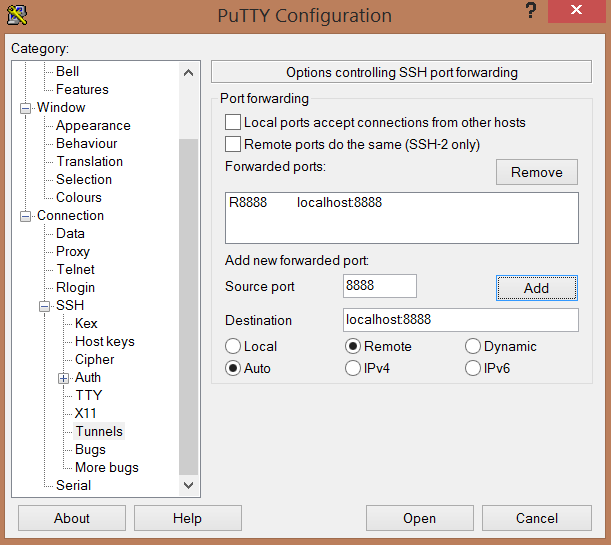 PuTTY Configuration
?
x
Category:
Bell
Features
Window
Appearance
Behaviour
Translation
Selection
Colours
Connection
Data
Proxy
Telnet
Rlogin
SSH
Kex
Host keys
Cipher
Auth
TTY
X11
Tunnels
Bugs
More bugs
Serial
Options controlling SSH port forwarding
Port forwarding
Local ports accept connections from other hosts
Remote ports do the same (SSH-2 only)
Forwarded ports:
Remove
R8888 localhost:8888
Add new forwarded port:
Source port 8888 Add
Destination localhost:8888
Local Remote Dynamic
Auto IPv4 IPv6
About Help Open Cancel